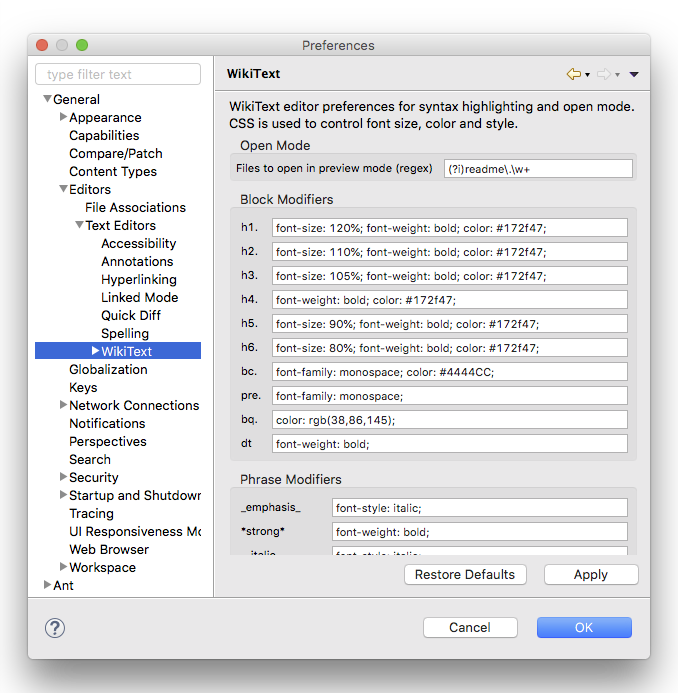 Preferences
type filter text
General
Appearance
Capabilities
Compare/Patch
Content Types
Editors
File Associations
Text Editors
Accessibility
Annotations
Hyperlinking
Linked Mode
Quick Diff
Spelling
WikiText
Globalization
Keys
Network Connections
Notifications
Perspectives
Search
Security
Startup and Shutdowr
Tracing
UI Responsiveness Mc
Web Browser
Workspace
Ant
WikiText
WikiText editor preferences for syntax highlighting and open mode.
CSS is used to control font size, color and style.
Open Mode
Files to open in preview mode (regex) (?i)readme\.\w+
Block Modifiers
h1. font-size: 120%; font-weight: bold; color: #172f47;
h2. font-size: 110%; font-weight: bold; color: #172f47;
h3. font-size: 105%; font-weight: bold; color: #172f47;
h4. font-weight: bold; color: #172f47;
h5. font-size: 90%; font-weight: bold; color: #172f47;
h6. font-size: 80%; font-weight: bold; color: #172f47;
bc. font-family: monospace; color: #4444CC;
pre. font-family: monospace;
bq. color: rgb(38,86,145);
dt font-weight: bold;
Phrase Modifiers
_emphasis_ font-style: italic;
*strong* font-weight: bold;
__italic__ font-style: italic;
Restore Defaults Apply
? Cancel OK